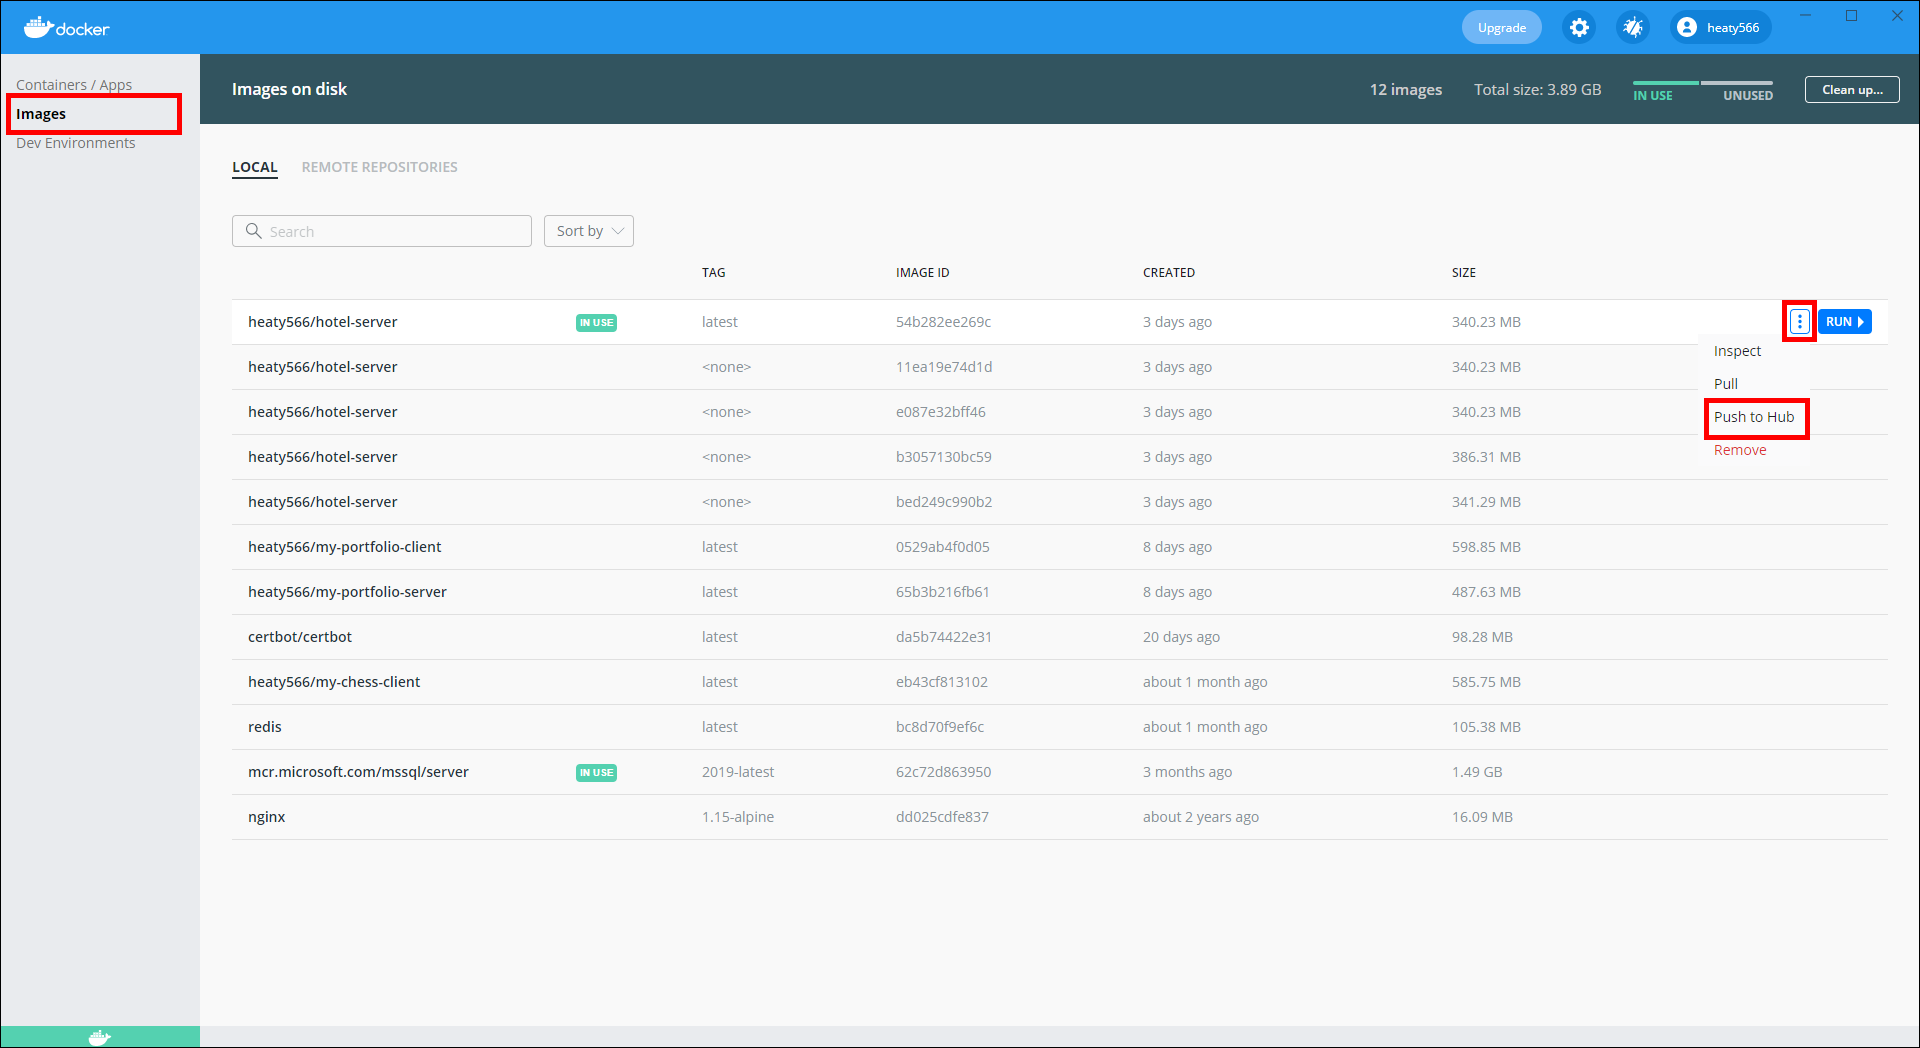 docker
Upgrade
heaty566
Containers / Apps
Images
Dev Environments
Images on disk
12 images
Total size: 3.89 GB
IN USE
UNUSED
Clean up...
LOCAL
REMOTE REPOSITORIES
Search
Sort by
TAG IMAGE ID CREATED SIZE
heaty566/hotel-server IN USE latest 54b282ee269c 3 days ago 340.23 MB RUN
Inspect
Pull
Push to Hub
Remove
heaty566/hotel-server <none> 11ea19e74d1d 3 days ago 340.23 MB
heaty566/hotel-server <none> e087e32bff46 3 days ago 340.23 MB
heaty566/hotel-server <none> b3057130bc59 3 days ago 386.31 MB
heaty566/hotel-server <none> bed249c990b2 3 days ago 341.29 MB
heaty566/my-portfolio-client latest 0529ab4f0d05 8 days ago 598.85 MB
heaty566/my-portfolio-server latest 65b3b216fb61 8 days ago 487.63 MB
certbot/certbot latest da5b74422e31 20 days ago 98.28 MB
heaty566/my-chess-client latest eb43cf813102 about 1 month ago 585.75 MB
redis latest bc8d70f9ef6c about 1 month ago 105.38 MB
mcr.microsoft.com/mssql/server IN USE 2019-latest 62c72d863950 3 months ago 1.49 GB
nginx 1.15-alpine dd025cdfe837 about 2 years ago 16.09 MB